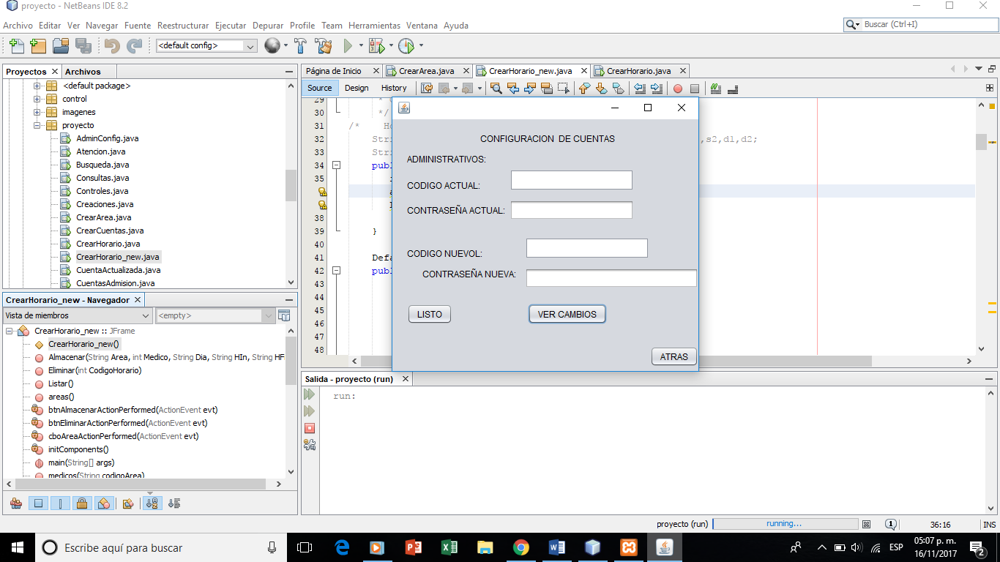 proyecto - NetBeans IDE 8.2
Archivo Editar Ver Navegar Fuente Reestructurar Ejecutar Depurar Profile Team Herramientas Ventana Ayuda
Buscar (Ctrl+I)
<default config>
Proyectos Archivos
<default package>
control
imagenes
proyecto
AdminConfig.java
Atencion.java
Busqueda.java
Consultas.java
Controles.java
Creaciones.java
CrearArea.java
CrearCuentas.java
CrearHorario.java
CrearHorario_new.java
CuentaActualizada.java
CuentasAdmision.java
Página de Inicio CrearArea.java CrearHorario_new.java CrearHorario.java
Source Design History
29
30 */
31 /*
32 ,s2,d1,d2;
33
34
35
38
39 }
40
41
42
43
44
45
46
47
48
CONFIGURACION DE CUENTAS
ADMINISTRATIVOS:
CODIGO ACTUAL:
CONTRASEÑA ACTUAL:
CODIGO NUEVOL:
CONTRASEÑA NUEVA:
LISTO VER CAMBIOS
ATRAS
CrearHorario_new - Navegador
Vista de miembros <empty>
CrearHorario_new :: JFrame
CrearHorario_new()
Almacenar(String Area, int Medico, String Dia, String HIn, String HF
Eliminar(int CodigoHorario)
Listar()
areas()
btnAlmacenarActionPerformed(ActionEvent evt)
btnEliminarActionPerformed(ActionEvent evt)
cboAreaActionPerformed(ActionEvent evt)
initComponents()
main(String[] args)
medicos(String codigoArea)
Salida - proyecto (run)
run:
proyecto (run) running... 1 36:16 INS
Escribe aquí para buscar
ESP
05:07 p. m.
16/11/2017
2